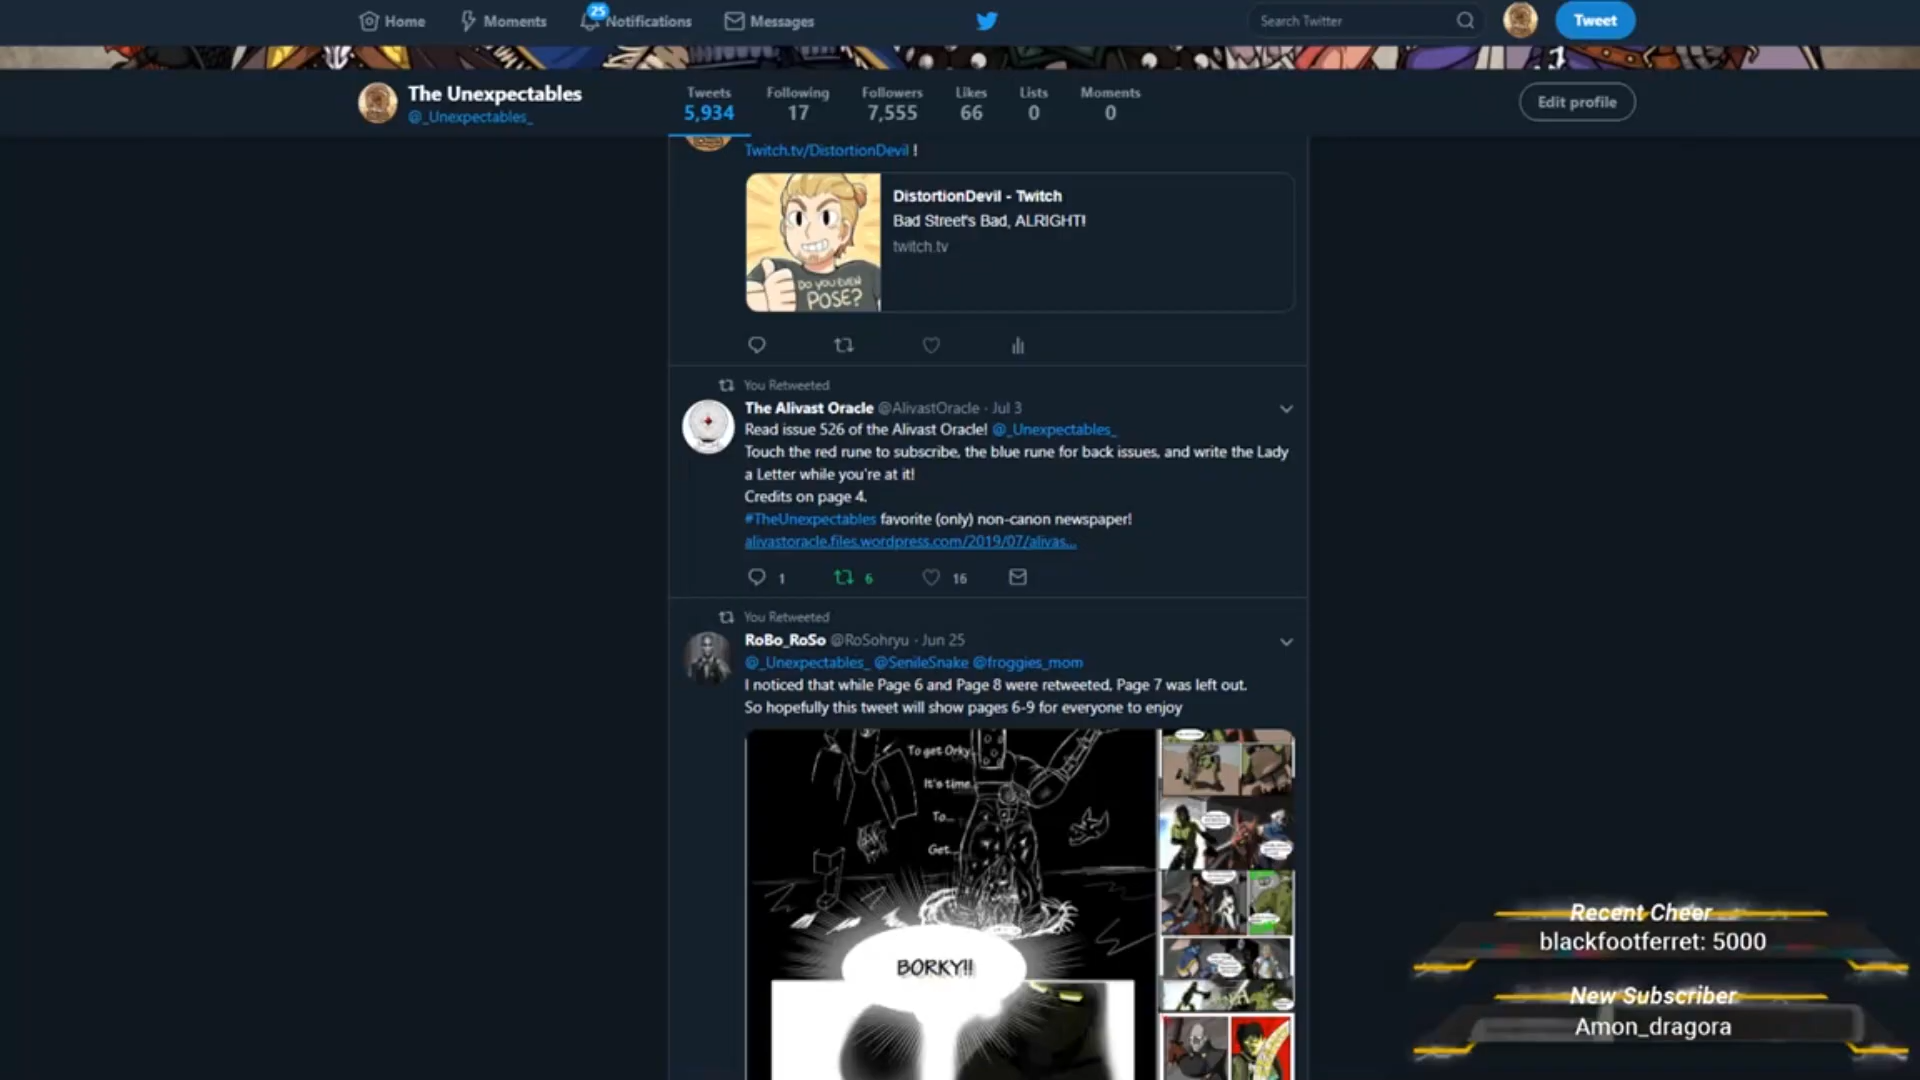 Home
Moments
25
Notifications
Messages
Search Twitter
Tweet
The Unexpectables
@_Unexpectables_
Tweets
5,934
Following
17
Followers
7,555
Likes
66
Lists
0
Moments
0
Edit profile
Twitch.tv/DistortionDevil !
DO YOU EVEN
POSE?
DistortionDevil - Twitch
Bad Street's Bad, ALRIGHT!
twitch.tv
You Retweeted
The Alivast Oracle @AlivastOracle · Jul 3
Read issue 526 of the Alivast Oracle! @_Unexpectables_
Touch the red rune to subscribe, the blue rune for back issues, and write the Lady
a Letter while you're at it!
Credits on page 4.
#TheUnexpectables favorite (only) non-canon newspaper!
alivastoracle.files.wordpress.com/2019/07/alivas...
1
6
16
You Retweeted
RoBo_RoSo @RoSohryu · Jun 25
@_Unexpectables_ @SenileSnake @froggies_mom
I noticed that while Page 6 and Page 8 were retweeted, Page 7 was left out.
So hopefully this tweet will show pages 6-9 for everyone to enjoy
To get Orky..
It's time..
To...
Get...
BORKY!!
Recent Cheer
blackfootferret: 5000
New Subscriber
Amon_dragora